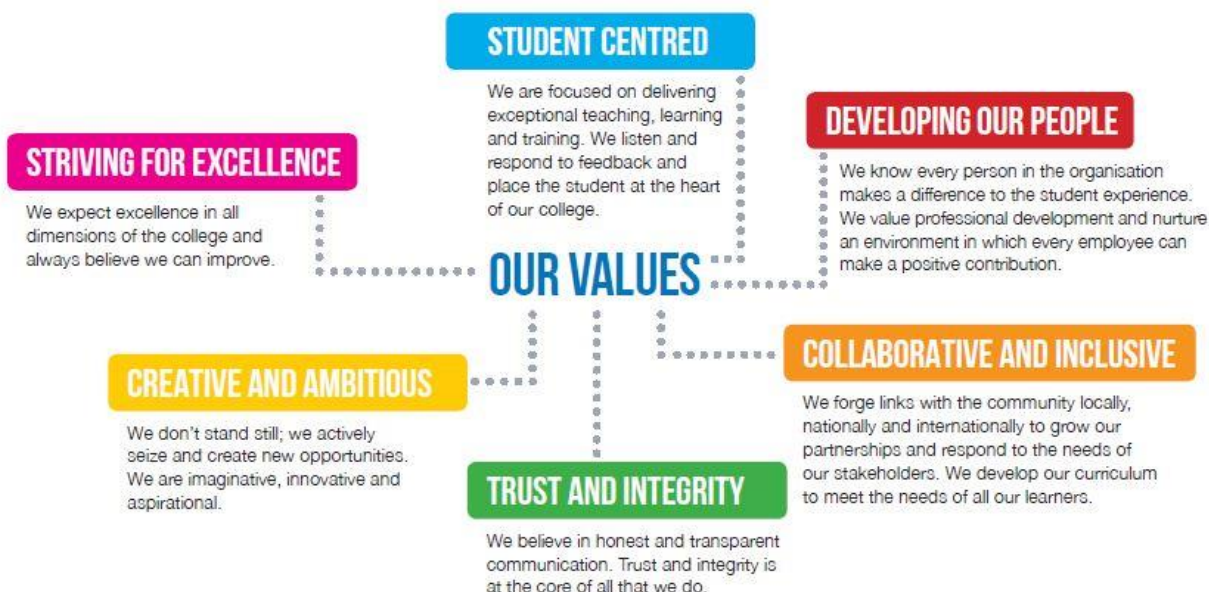 STUDENT CENTRED
We are focused on delivering
exceptional teaching, learning
and training. We listen and
respond to feedback and
place the student at the heart
of our college.
DEVELOPING OUR PEOPLE
We know every person in the organisation
makes a difference to the student experience.
We value professional development and nurture
an environment in which every employee can
make a positive contribution.
STRIVING FOR EXCELLENCE
We expect excellence in all
dimensions of the college and
always believe we can improve.
OUR VALUES
CREATIVE AND AMBITIOUS
We don't stand still; we actively
seize and create new opportunities.
We are imaginative, innovative and
aspirational.
COLLABORATIVE AND INCLUSIVE
We forge links with the community locally,
nationally and internationally to grow our
partnerships and respond to the needs of
our stakeholders. We develop our curriculum
to meet the needs of all our learners.
TRUST AND INTEGRITY
We believe in honest and transparent
communication. Trust and integrity is
at the core of all that we do.